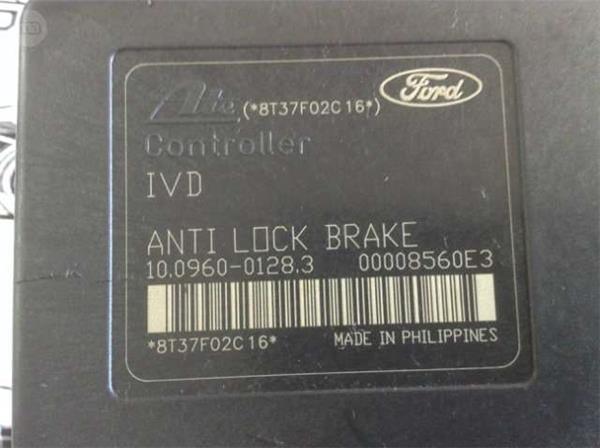 Ate (*8T37F02C16*) Ford
Controller
IVD
ANTI LOCK BRAKE
10.0960-0128.3 00008560E3
*8T37F02C16* MADE IN PHILIPPINES